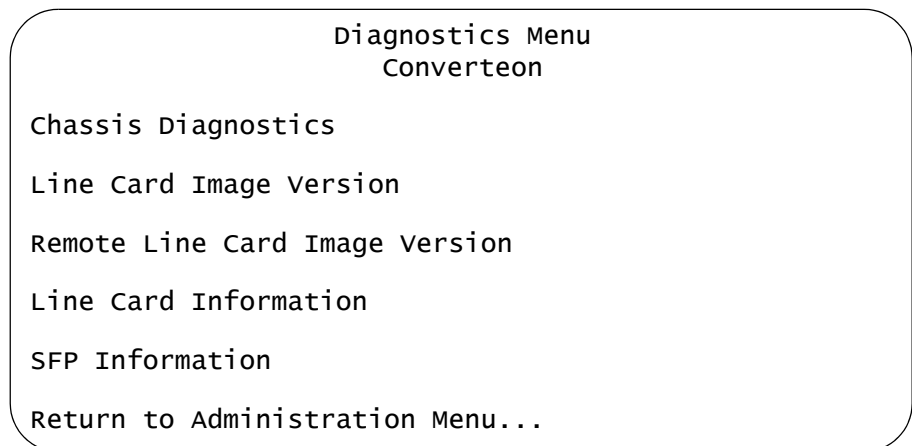 Diagnostics Menu
Converteon
Chassis Diagnostics
Line Card Image Version
Remote Line Card Image Version
Line Card Information
SFP Information
Return to Administration Menu...